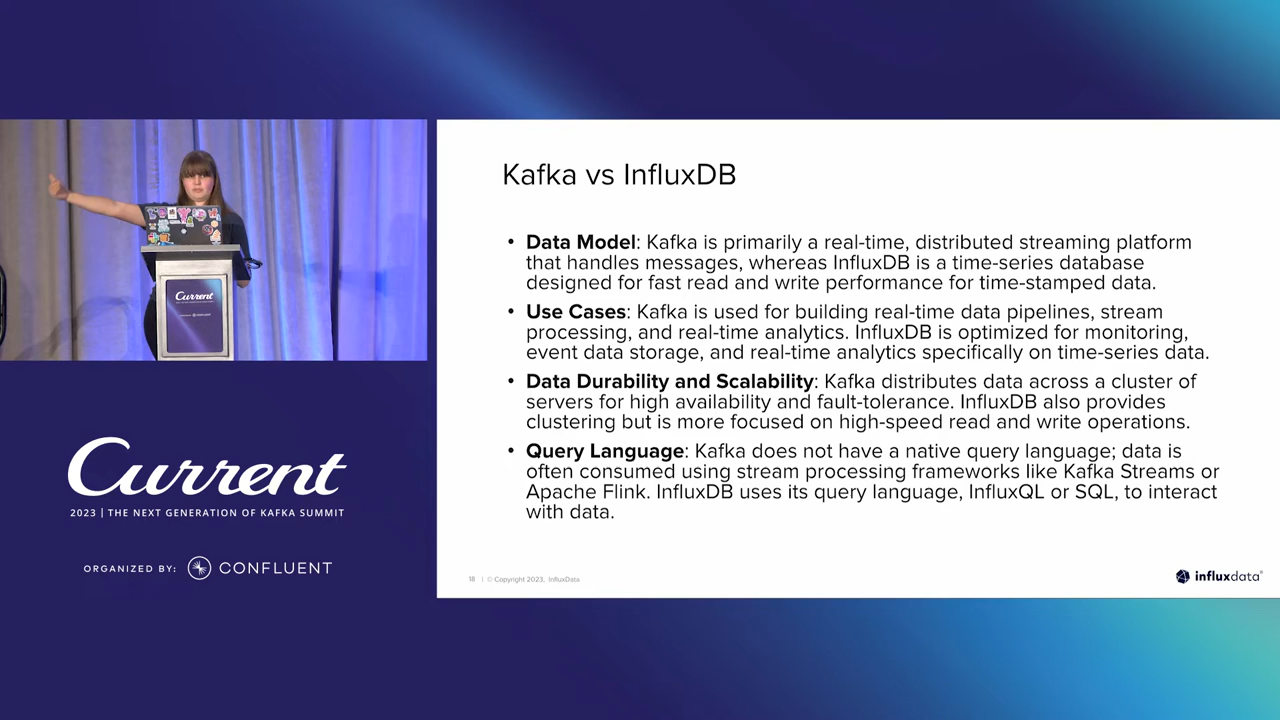 Current
Current
2023 | THE NEXT GENERATION OF KAFKA SUMMIT
ORGANIZED BY: CONFLUENT
Kafka vs InfluxDB
• Data Model: Kafka is primarily a real-time, distributed streaming platform
that handles messages, whereas InfluxDB is a time-series database
designed for fast read and write performance for time-stamped data.
• Use Cases: Kafka is used for building real-time data pipelines, stream
processing, and real-time analytics. InfluxDB is optimized for monitoring,
event data storage, and real-time analytics specifically on time-series data.
• Data Durability and Scalability: Kafka distributes data across a cluster of
servers for high availability and fault-tolerance. InfluxDB also provides
clustering but is more focused on high-speed read and write operations.
• Query Language: Kafka does not have a native query language; data is
often consumed using stream processing frameworks like Kafka Streams or
Apache Flink. InfluxDB uses its query language, InfluxQL or SQL, to interact
with data.
18 | © Copyright 2023, InfluxData
influxdata®